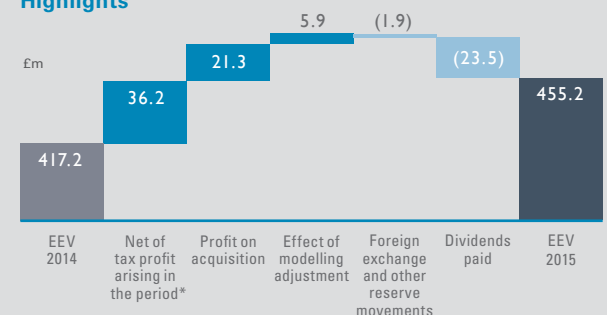 Highlights
£m
417.2
36.2
21.3
5.9
(1.9)
(23.5)
455.2
EEV
2014
Net of
tax profit
arising in
the period*
Profit on
acquisition
Effect of
modelling
adjustment
Foreign
exchange
and other
reserve
movements
Dividends
paid
EEV
2015